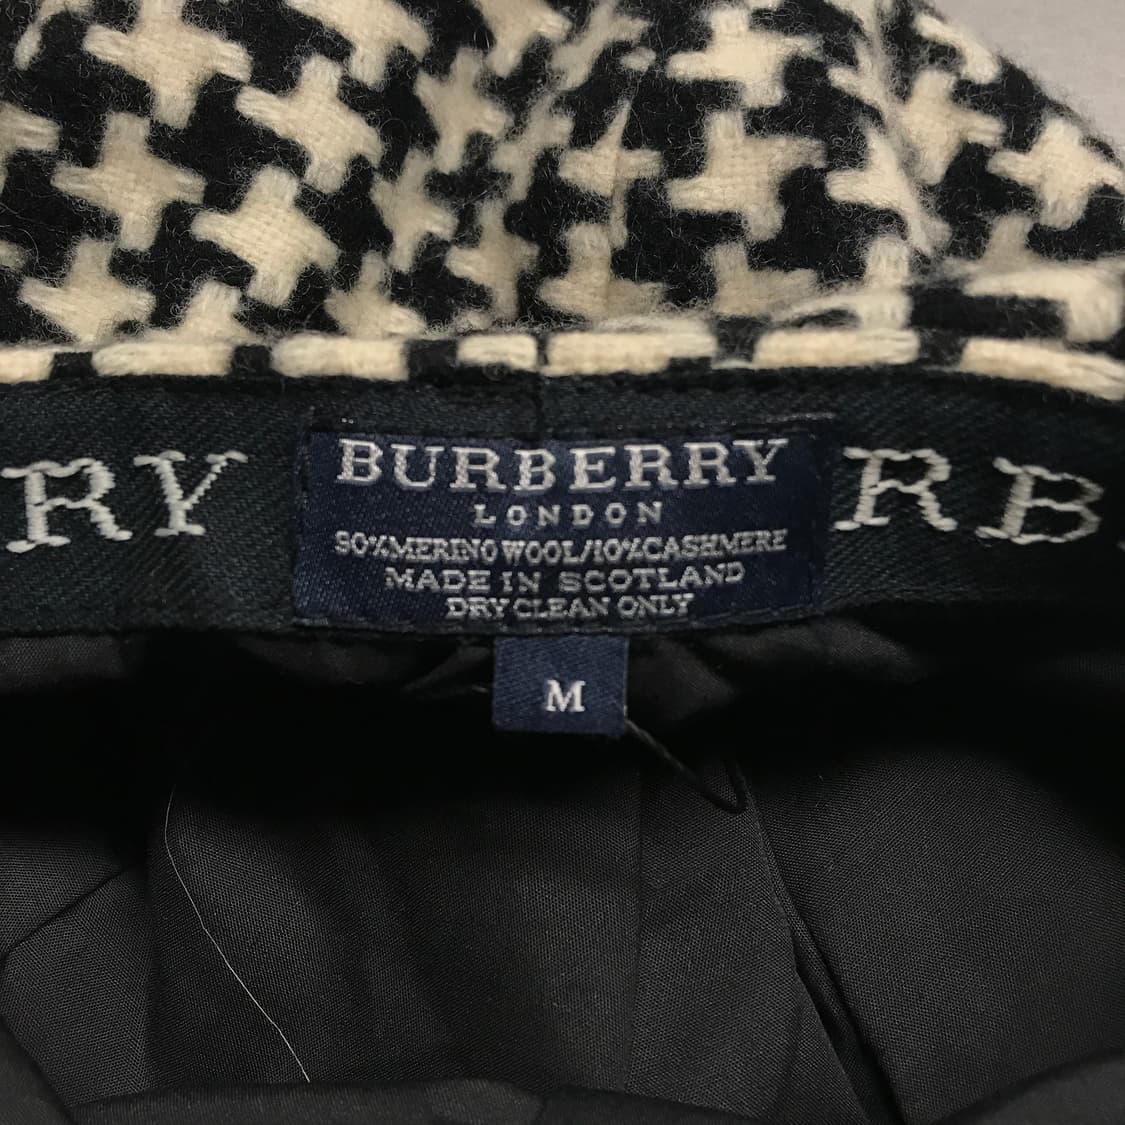 RY
BURBERRY
LONDON
90% MERINO WOOL/10% CASHMERE
MADE IN SCOTLAND
DRY CLEAN ONLY
M
RB